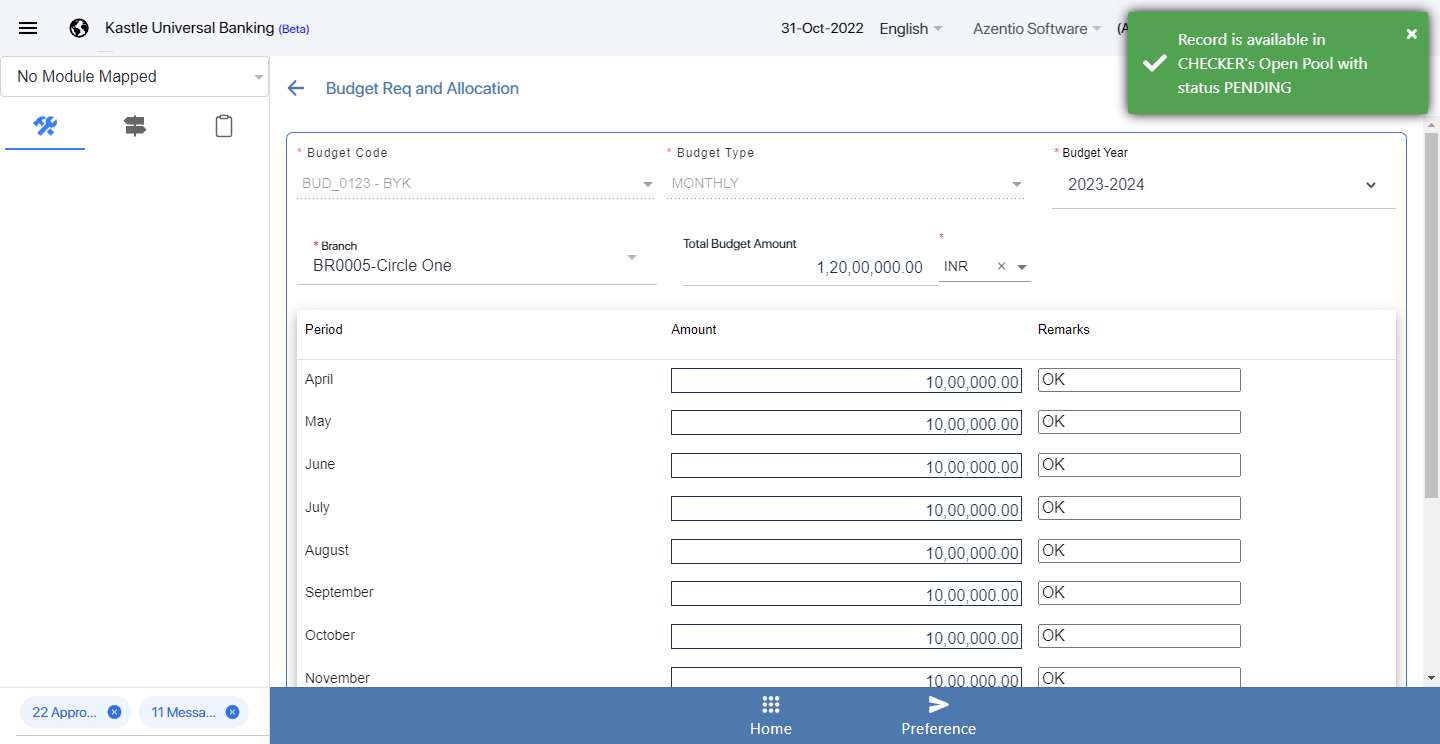 Kastle Universal Banking (Beta)
31-Oct-2022
English
Azentio Software
Record is available in
CHECKER's Open Pool with
status PENDING
No Module Mapped
Budget Req and Allocation
* Budget Code
* Budget Type
* Budget Year
BUD_0123 - BYK
MONTHLY
2023-2024
* Branch
BR0005-Circle One
Total Budget Amount
1,20,00,000.00
*
INR
Period Amount Remarks
April 10,00,000.00 OK
May 10,00,000.00 OK
June 10,00,000.00 OK
July 10,00,000.00 OK
August 10,00,000.00 OK
September 10,00,000.00 OK
October 10,00,000.00 OK
November 10,00,000.00 OK
22 Appro...
11 Messa...
Home
Preference